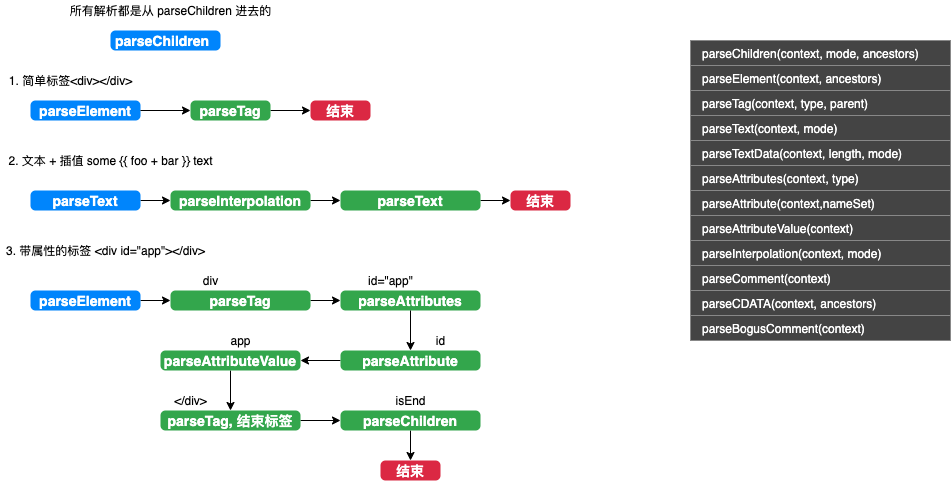 所有解析都是从 parseChildren 进去的
parseChildren
1. 简单标签<div></div>
parseElement
parseTag
结束
2. 文本 + 插值 some {{ foo + bar }} text
parseText
parseInterpolation
parseText
结束
3. 带属性的标签 <div id="app"></div>
div
id="app"
parseElement
parseTag
parseAttributes
app
id
parseAttributeValue
parseAttribute
</div>
isEnd
parseTag, 结束标签
parseChildren
结束
parseChildren(context, mode, ancestors)
parseElement(context, ancestors)
parseTag(context, type, parent)
parseText(context, mode)
parseTextData(context, length, mode)
parseAttributes(context, type)
parseAttribute(context,nameSet)
parseAttributeValue(context)
parseInterpolation(context, mode)
parseComment(context)
parseCDATA(context, ancestors)
parseBogusComment(context)